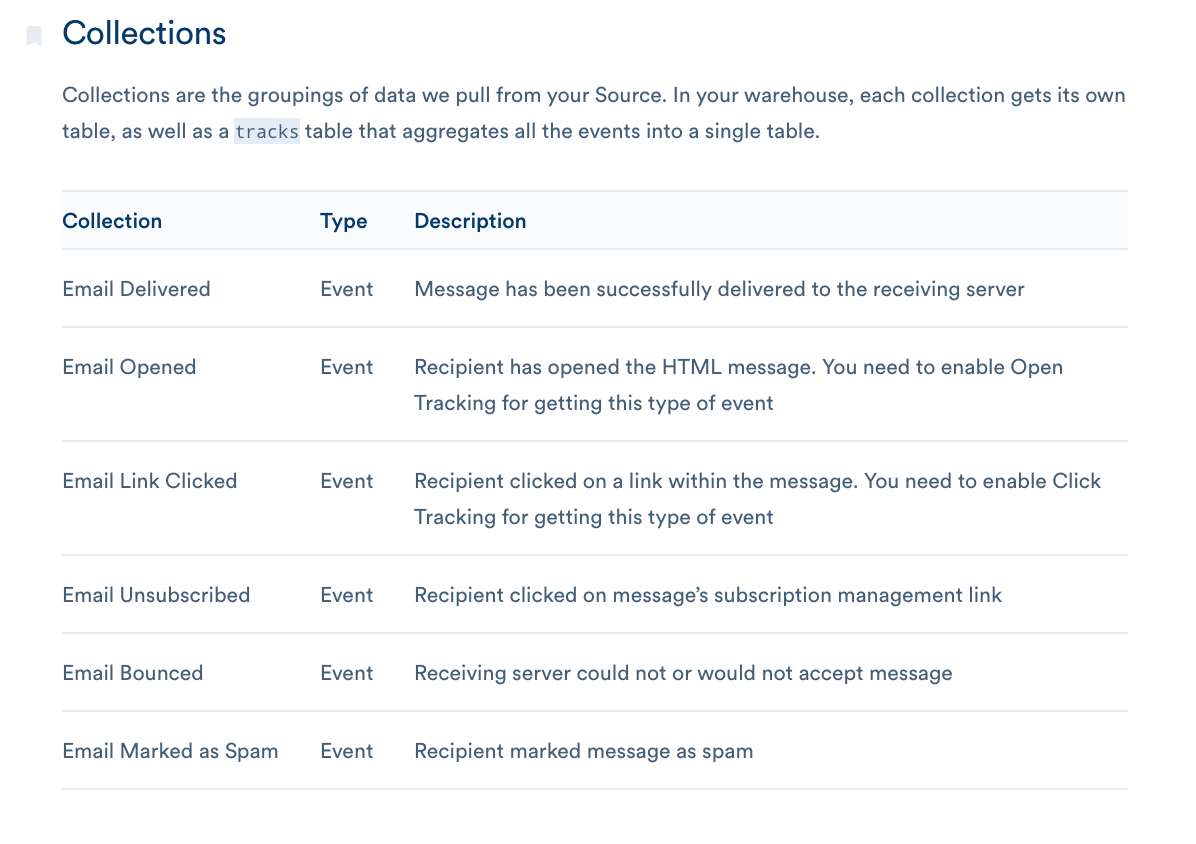 Collections
Collections are the groupings of data we pull from your Source. In your warehouse, each collection gets its own
table, as well as a tracks table that aggregates all the events into a single table.
Collection Type Description
Email Delivered Event Message has been successfully delivered to the receiving server
Email Opened Event Recipient has opened the HTML message. You need to enable Open
Tracking for getting this type of event
Email Link Clicked Event Recipient clicked on a link within the message. You need to enable Click
Tracking for getting this type of event
Email Unsubscribed Event Recipient clicked on message’s subscription management link
Email Bounced Event Receiving server could not or would not accept message
Email Marked as Spam Event Recipient marked message as spam